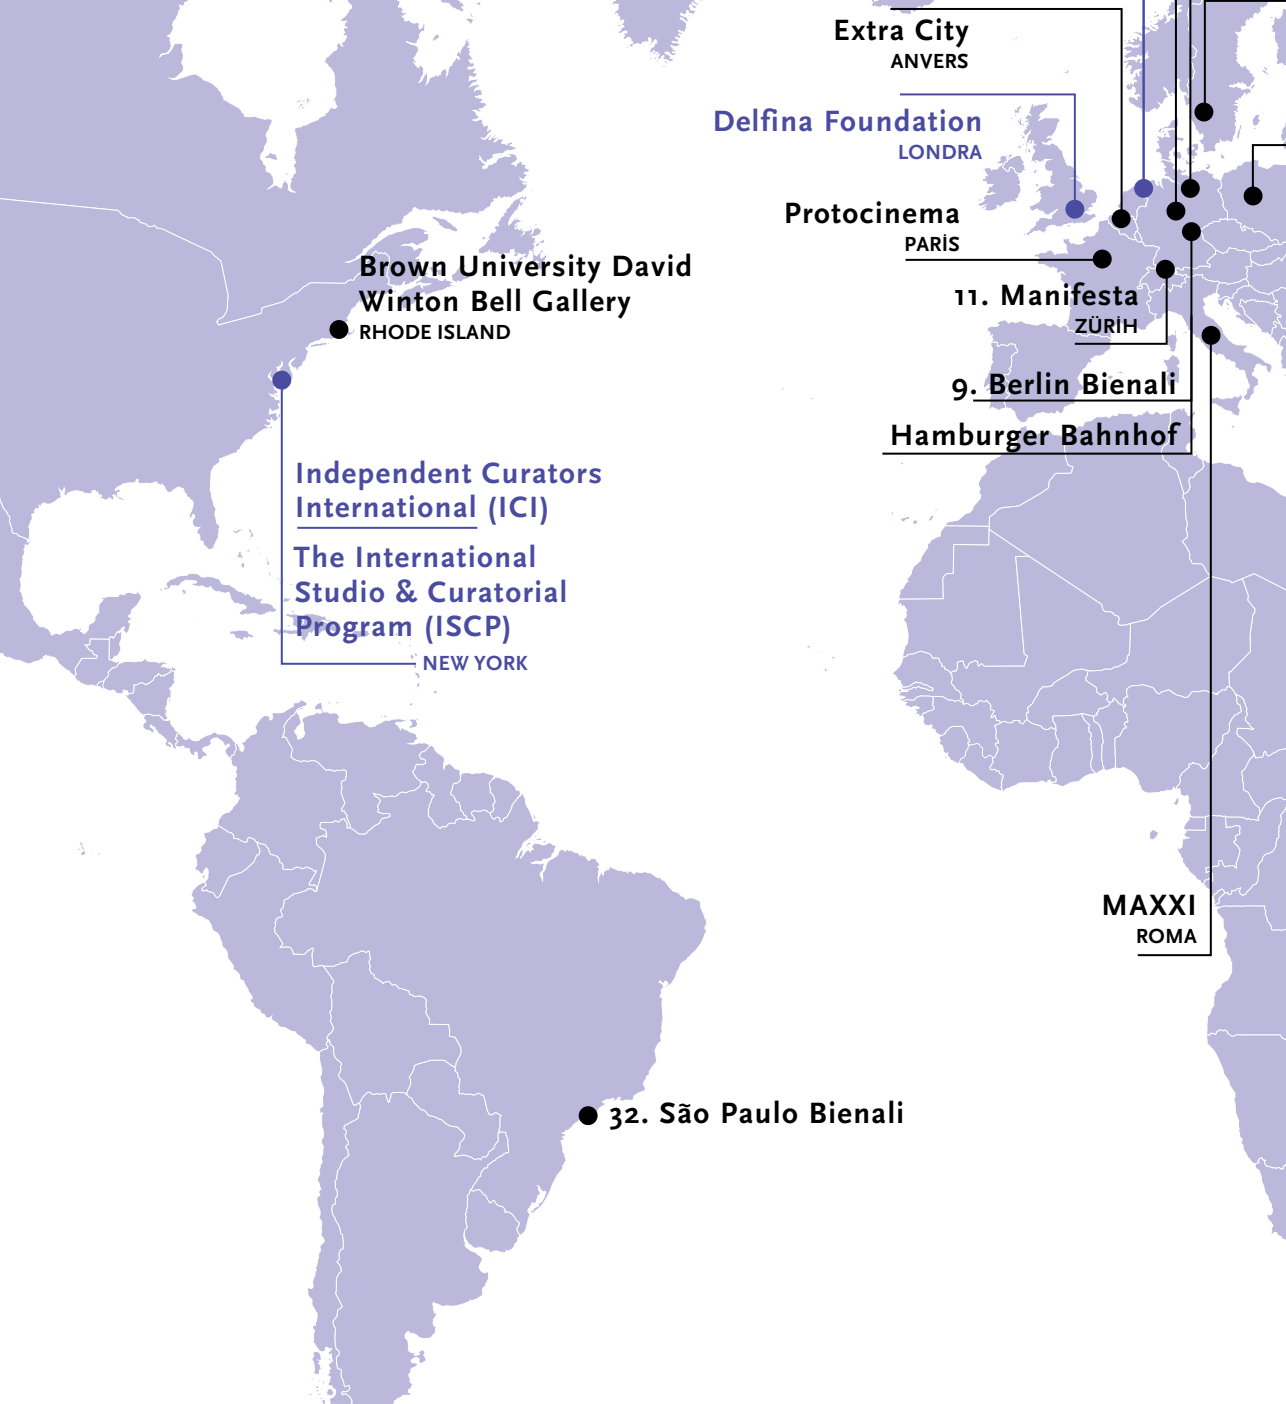 Extra City
ANVERS
Delfina Foundation
LONDRA
Protocinema
PARİS
11. Manifesta
ZÜRİH
9. Berlin Bienali
Hamburger Bahnhof
Brown University David
Winton Bell Gallery
RHODE ISLAND
Independent Curators
International (ICI)
The International
Studio & Curatorial
Program (ISCP)
NEW YORK
MAXXI
ROMA
32. São Paulo Bienali